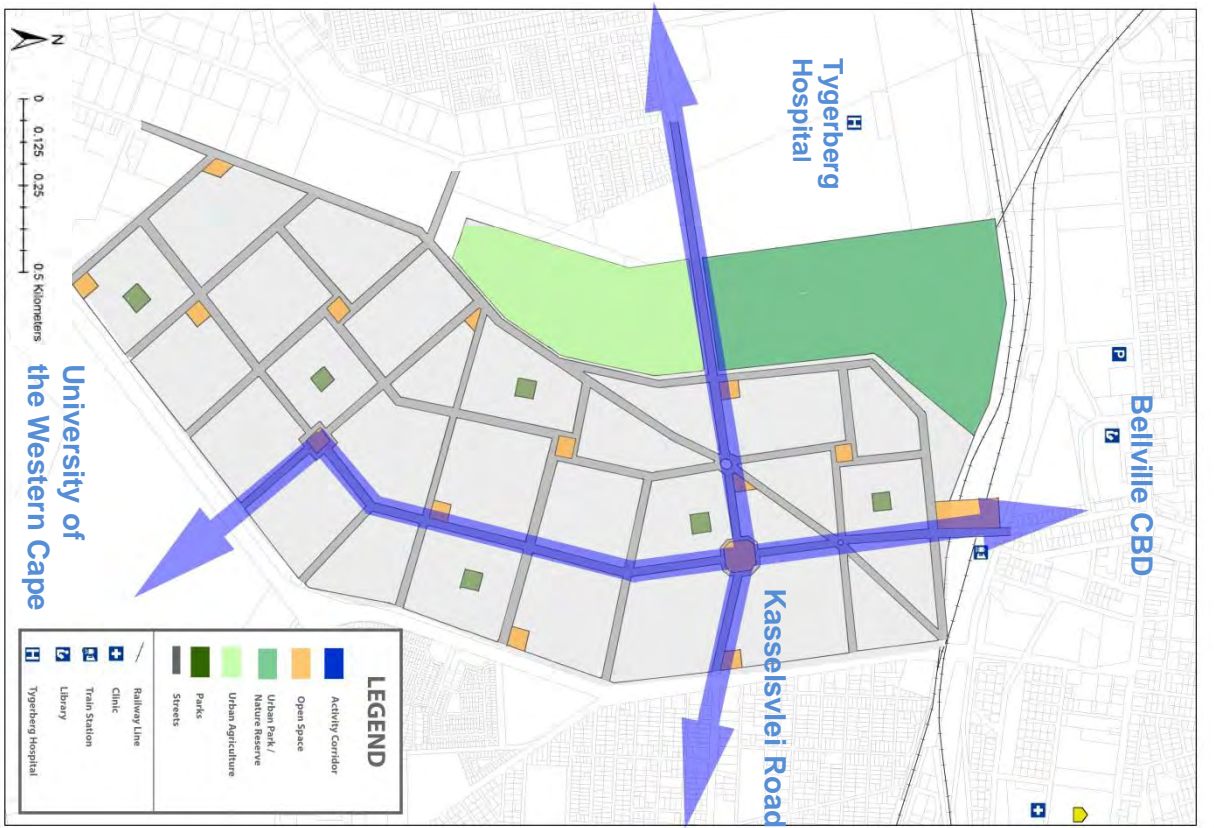 N
0 0.125 0.25 0.5 Kilometers
Tygerberg
Hospital
H
Bellville CBD
P
Kasselsvlei Road
University of
the Western Cape
LEGEND
Activity Corridor
Open Space
Urban Park /
Nature Reserve
Urban Agriculture
Parks
Streets
Railway Line
Clinic
Train Station
Library
H Tygerberg Hospital